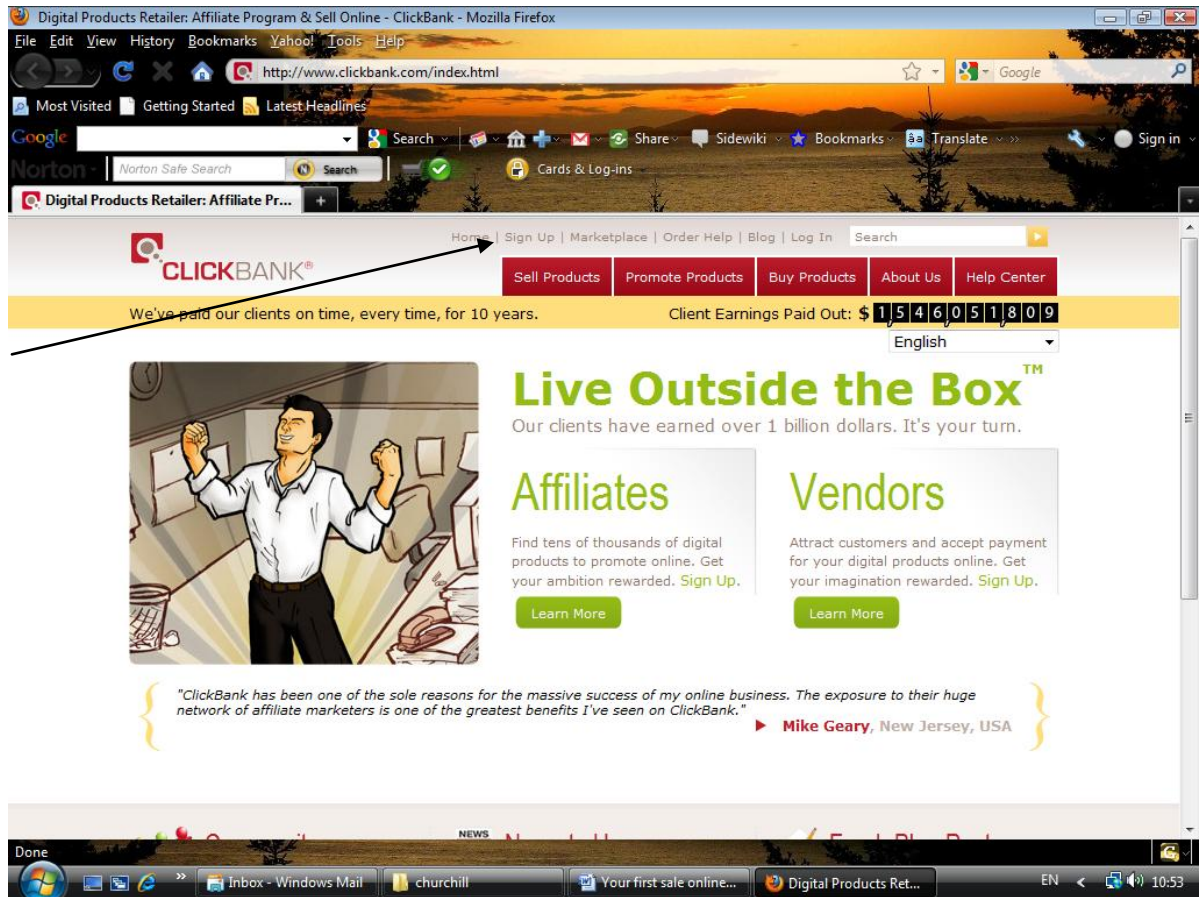 Digital Products Retailer: Affiliate Program & Sell Online - ClickBank - Mozilla Firefox
File Edit View History Bookmarks Yahoo! Tools Help
http://www.clickbank.com/index.html
Google
Most Visited Getting Started Latest Headlines
Google Search Share Sidewiki Bookmarks Translate Sign in
Norton Norton Safe Search Search Cards & Log-ins
Digital Products Retailer: Affiliate Pr... +
Home | Sign Up | Marketplace | Order Help | Blog | Log In Search
CLICKBANK®
Sell Products Promote Products Buy Products About Us Help Center
We've paid our clients on time, every time, for 10 years. Client Earnings Paid Out: $ 1,546,051,809
English
Live Outside the Box™
Our clients have earned over 1 billion dollars. It's your turn.
Affiliates
Find tens of thousands of digital
products to promote online. Get
your ambition rewarded. Sign Up.
Learn More
Vendors
Attract customers and accept payment
for your digital products online. Get
your imagination rewarded. Sign Up.
Learn More
"ClickBank has been one of the sole reasons for the massive success of my online business. The exposure to their huge
network of affiliate marketers is one of the greatest benefits I've seen on ClickBank."
Mike Geary, New Jersey, USA
NEWS
Done
Inbox - Windows Mail churchill Your first sale online... Digital Products Ret... EN 10:53